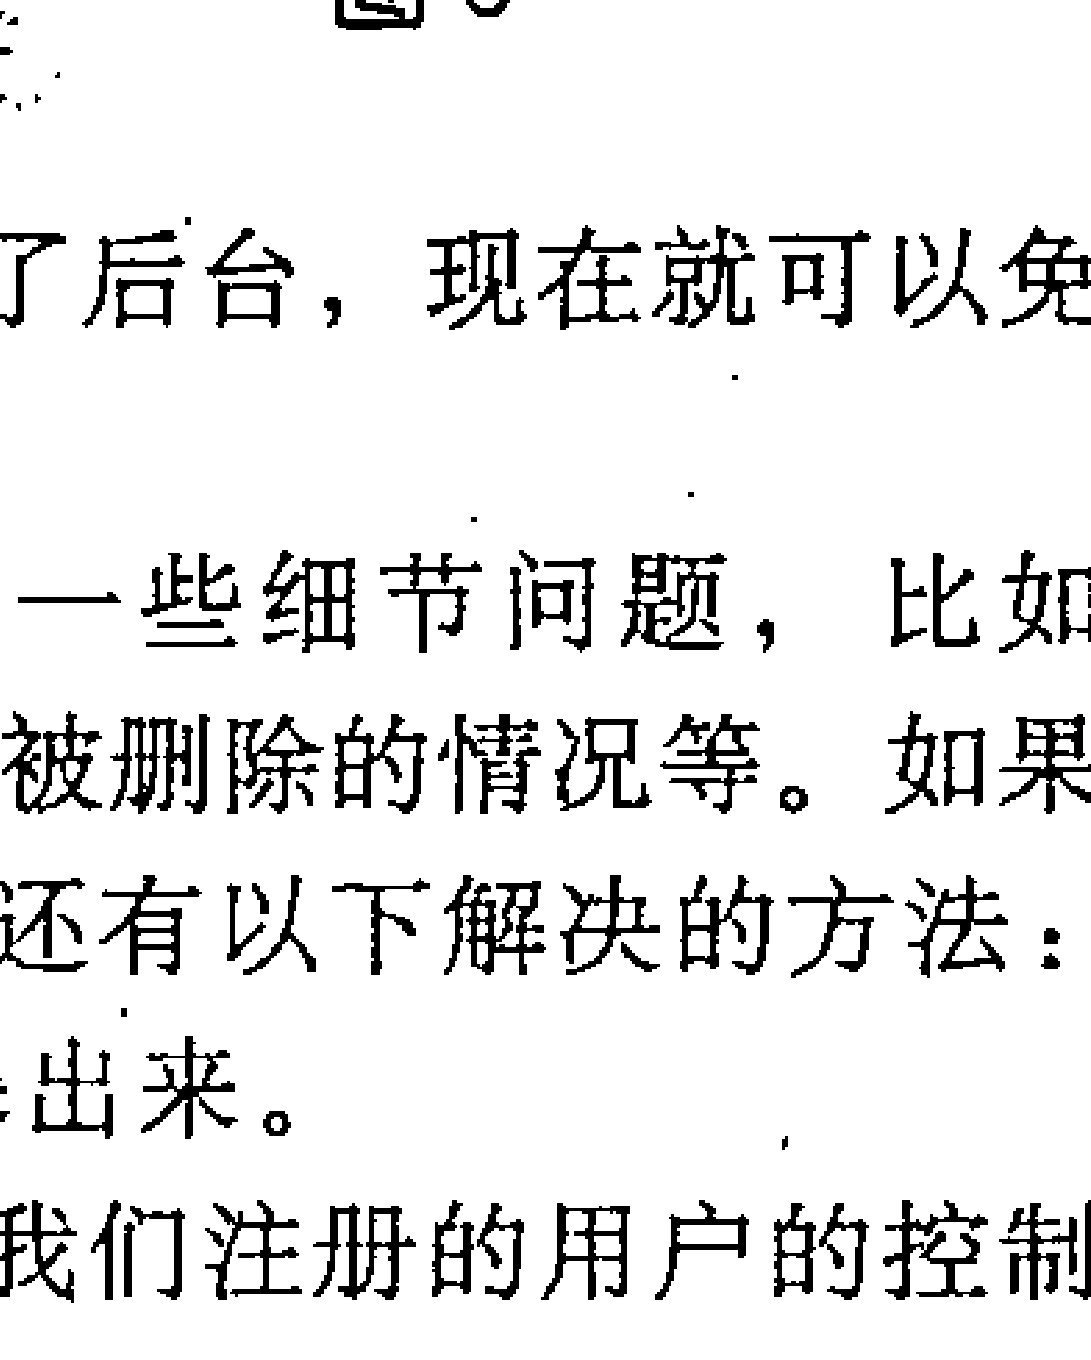 了后台，现在就可以免
一些细节问题，比如
被删除的情况等。如果
还有以下解决的方法：
出来。
我们注册的用户的控制